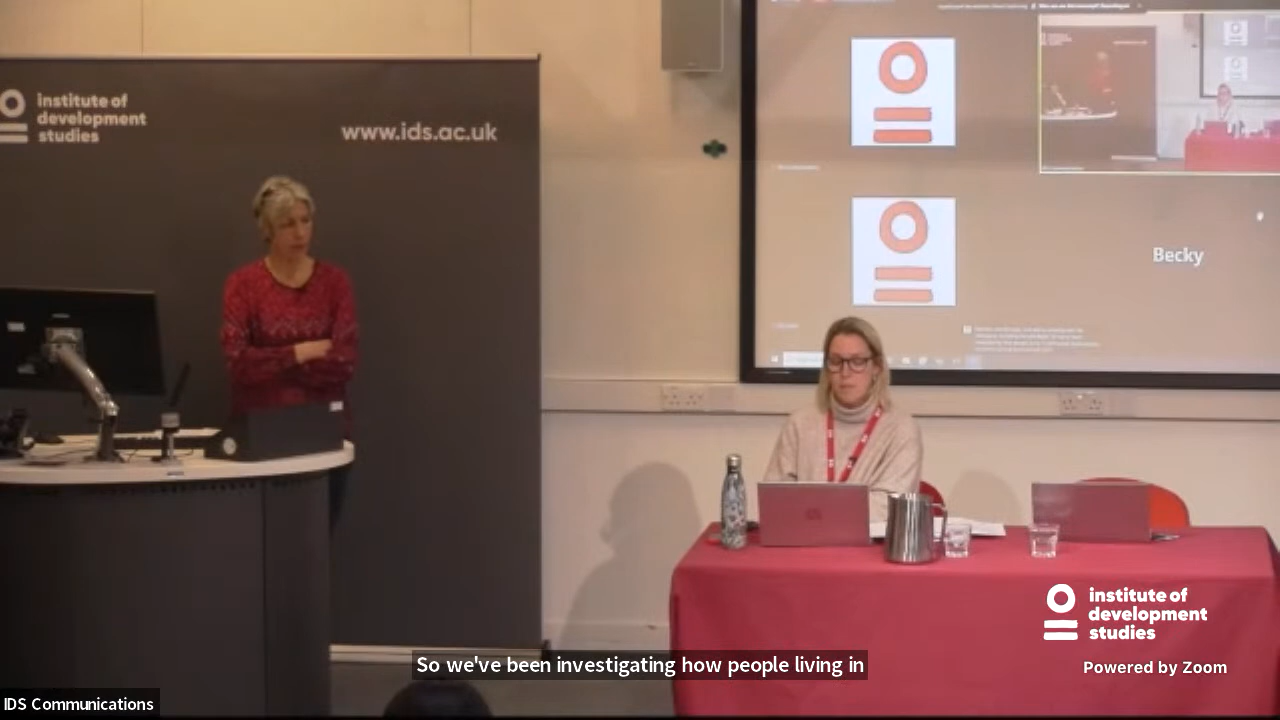 institute of
development
studies
www.ids.ac.uk
Becky
institute of
development
studies
Powered by Zoom
So we've been investigating how people living in
IDS Communications